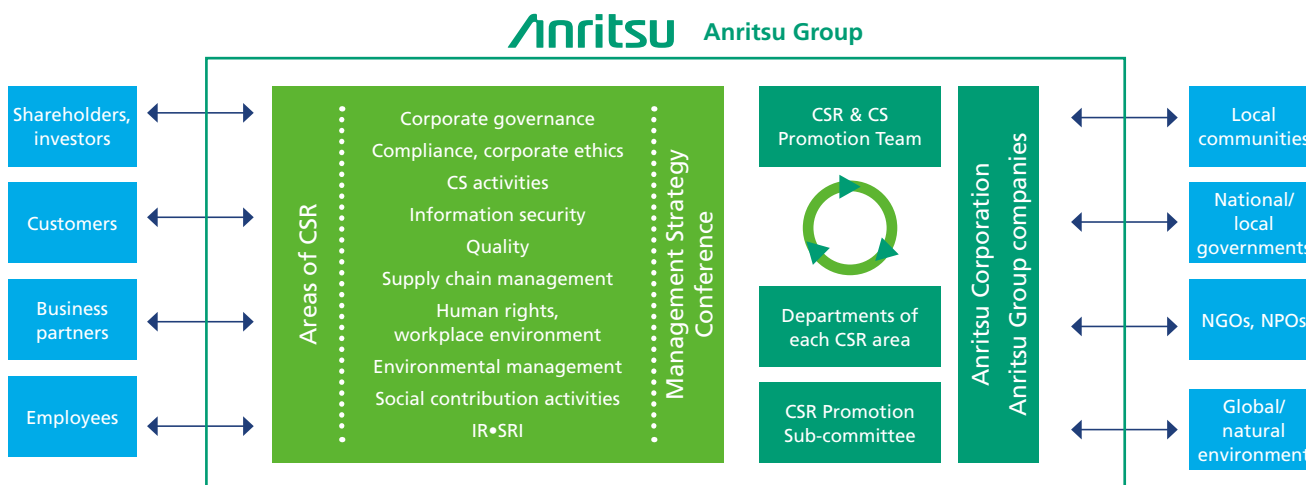 Anritsu Anritsu Group
Shareholders,
investors
Customers
Business
partners
Employees
Areas of CSR
Corporate governance
Compliance, corporate ethics
CS activities
Information security
Quality
Supply chain management
Human rights,
workplace environment
Environmental management
Social contribution activities
IR•SRI
Management Strategy
Conference
CSR & CS
Promotion Team
Departments of
each CSR area
CSR Promotion
Sub-committee
Anritsu Corporation
Anritsu Group companies
Local
communities
National/
local
governments
NGOs, NPOs
Global/
natural
environment